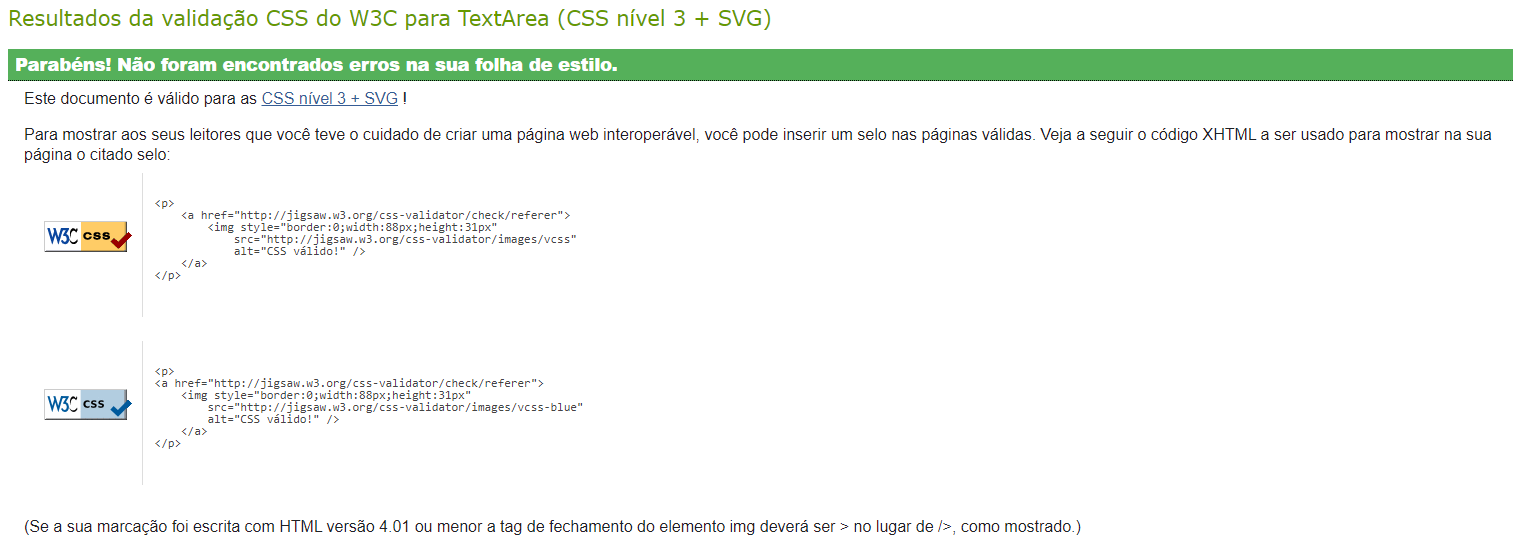 Resultados da validação CSS do W3C para TextArea (CSS nível 3 + SVG)
Parabéns! Não foram encontrados erros na sua folha de estilo.
Este documento é válido para as CSS nível 3 + SVG !
Para mostrar aos seus leitores que você teve o cuidado de criar uma página web interoperável, você pode inserir um selo nas páginas válidas. Veja a seguir o código XHTML a ser usado para mostrar na sua
página o citado selo:
W3C css
<p>
    <a href="http://jigsaw.w3.org/css-validator/check/referer">
        <img style="border:0;width:88px;height:31px"
            src="http://jigsaw.w3.org/css-validator/images/vcss"
            alt="CSS válido!" />
    </a>
</p>
W3C css
<p>
<a href="http://jigsaw.w3.org/css-validator/check/referer">
    <img style="border:0;width:88px;height:31px"
        src="http://jigsaw.w3.org/css-validator/images/vcss-blue"
        alt="CSS válido!" />
    </a>
</p>
(Se a sua marcação foi escrita com HTML versão 4.01 ou menor a tag de fechamento do elemento img deverá ser > no lugar de />, como mostrado.)